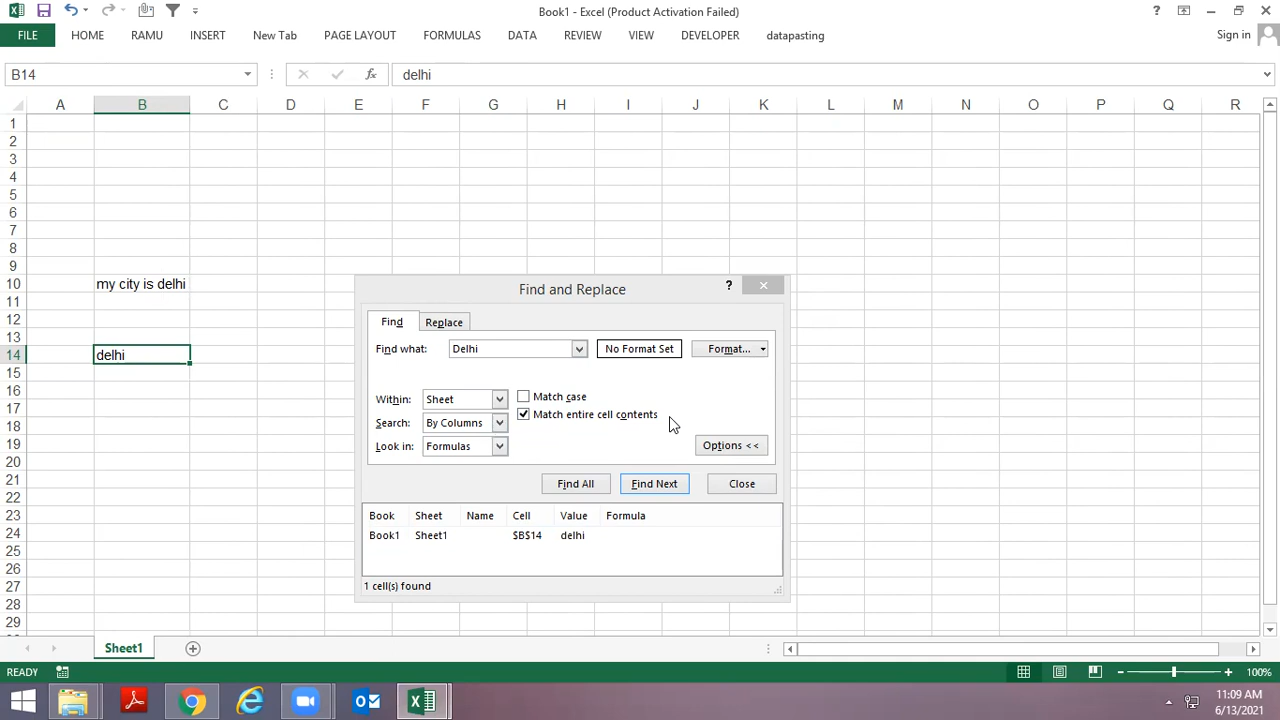 Book1 - Excel (Product Activation Failed)
FILE HOME RAMU INSERT New Tab PAGE LAYOUT FORMULAS DATA REVIEW VIEW DEVELOPER datapasting Sign in
B14 fx delhi
A B C D E F G H I J K L M N O P Q R
1
2
3
4
5
6
7
8
9
10 my city is delhi
11
12
13
14 delhi
15
16
17
18
19
20
21
22
23
24
25
26
27
28
29
Find and Replace ?
Find Replace
Find what: Delhi No Format Set Format...
Within: Sheet Match case
Search: By Columns Match entire cell contents
Look in: Formulas Options <<
Find All Find Next Close
Book Sheet Name Cell Value Formula
Book1 Sheet1 $B$14 delhi
1 cell(s) found
Sheet1
READY 100%
11:09 AM
6/13/2021